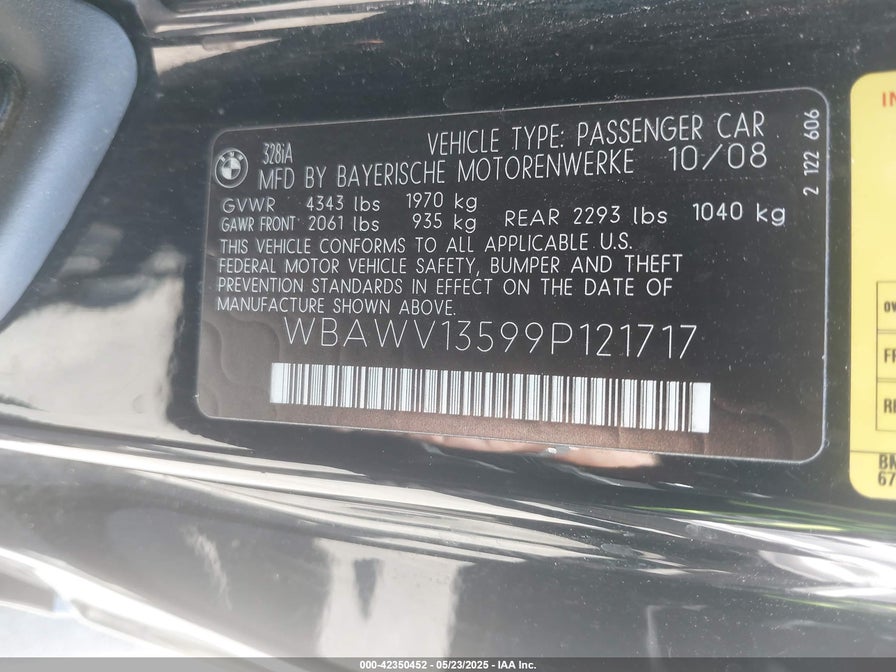 BMW
328iA VEHICLE TYPE: PASSENGER CAR
MFD BY BAYERISCHE MOTORENWERKE 10/08
GVWR 4343 lbs 1970 kg
GAWR FRONT 2061 lbs 935 kg REAR 2293 lbs 1040 kg
THIS VEHICLE CONFORMS TO ALL APPLICABLE U.S.
FEDERAL MOTOR VEHICLE SAFETY, BUMPER AND THEFT
PREVENTION STANDARDS IN EFFECT ON THE DATE OF
MANUFACTURE SHOWN ABOVE.
WBAWV13599P121717
2 122 606
000-42350452 - 05/23/2025 - IAA Inc.